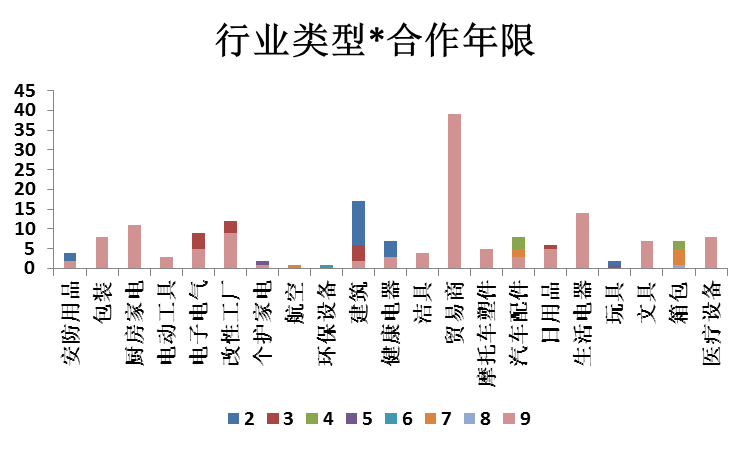 行业类型*合作年限
45
40
35
30
25
20
15
10
5
0
安防用品
包装
厨房家电
电动工具
电子电气
改性工厂
个护家电
航空
环保设备
建筑
健康电器
洁具
贸易商
摩托车塑件
汽车配件
日用品
生活电器
玩具
文具
箱包
医疗设备
2 3 4 5 6 7 8 9